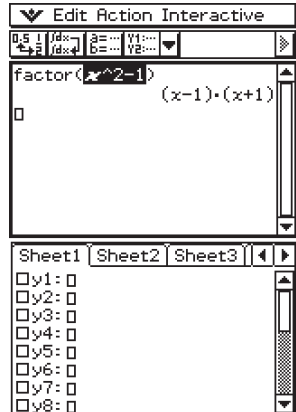 Edit Action Interactive
factor(x^2-1)
(x-1)·(x+1)
Sheet1 Sheet2 Sheet3
y1:
y2:
y3:
y4:
y5:
y6:
y7:
y8: